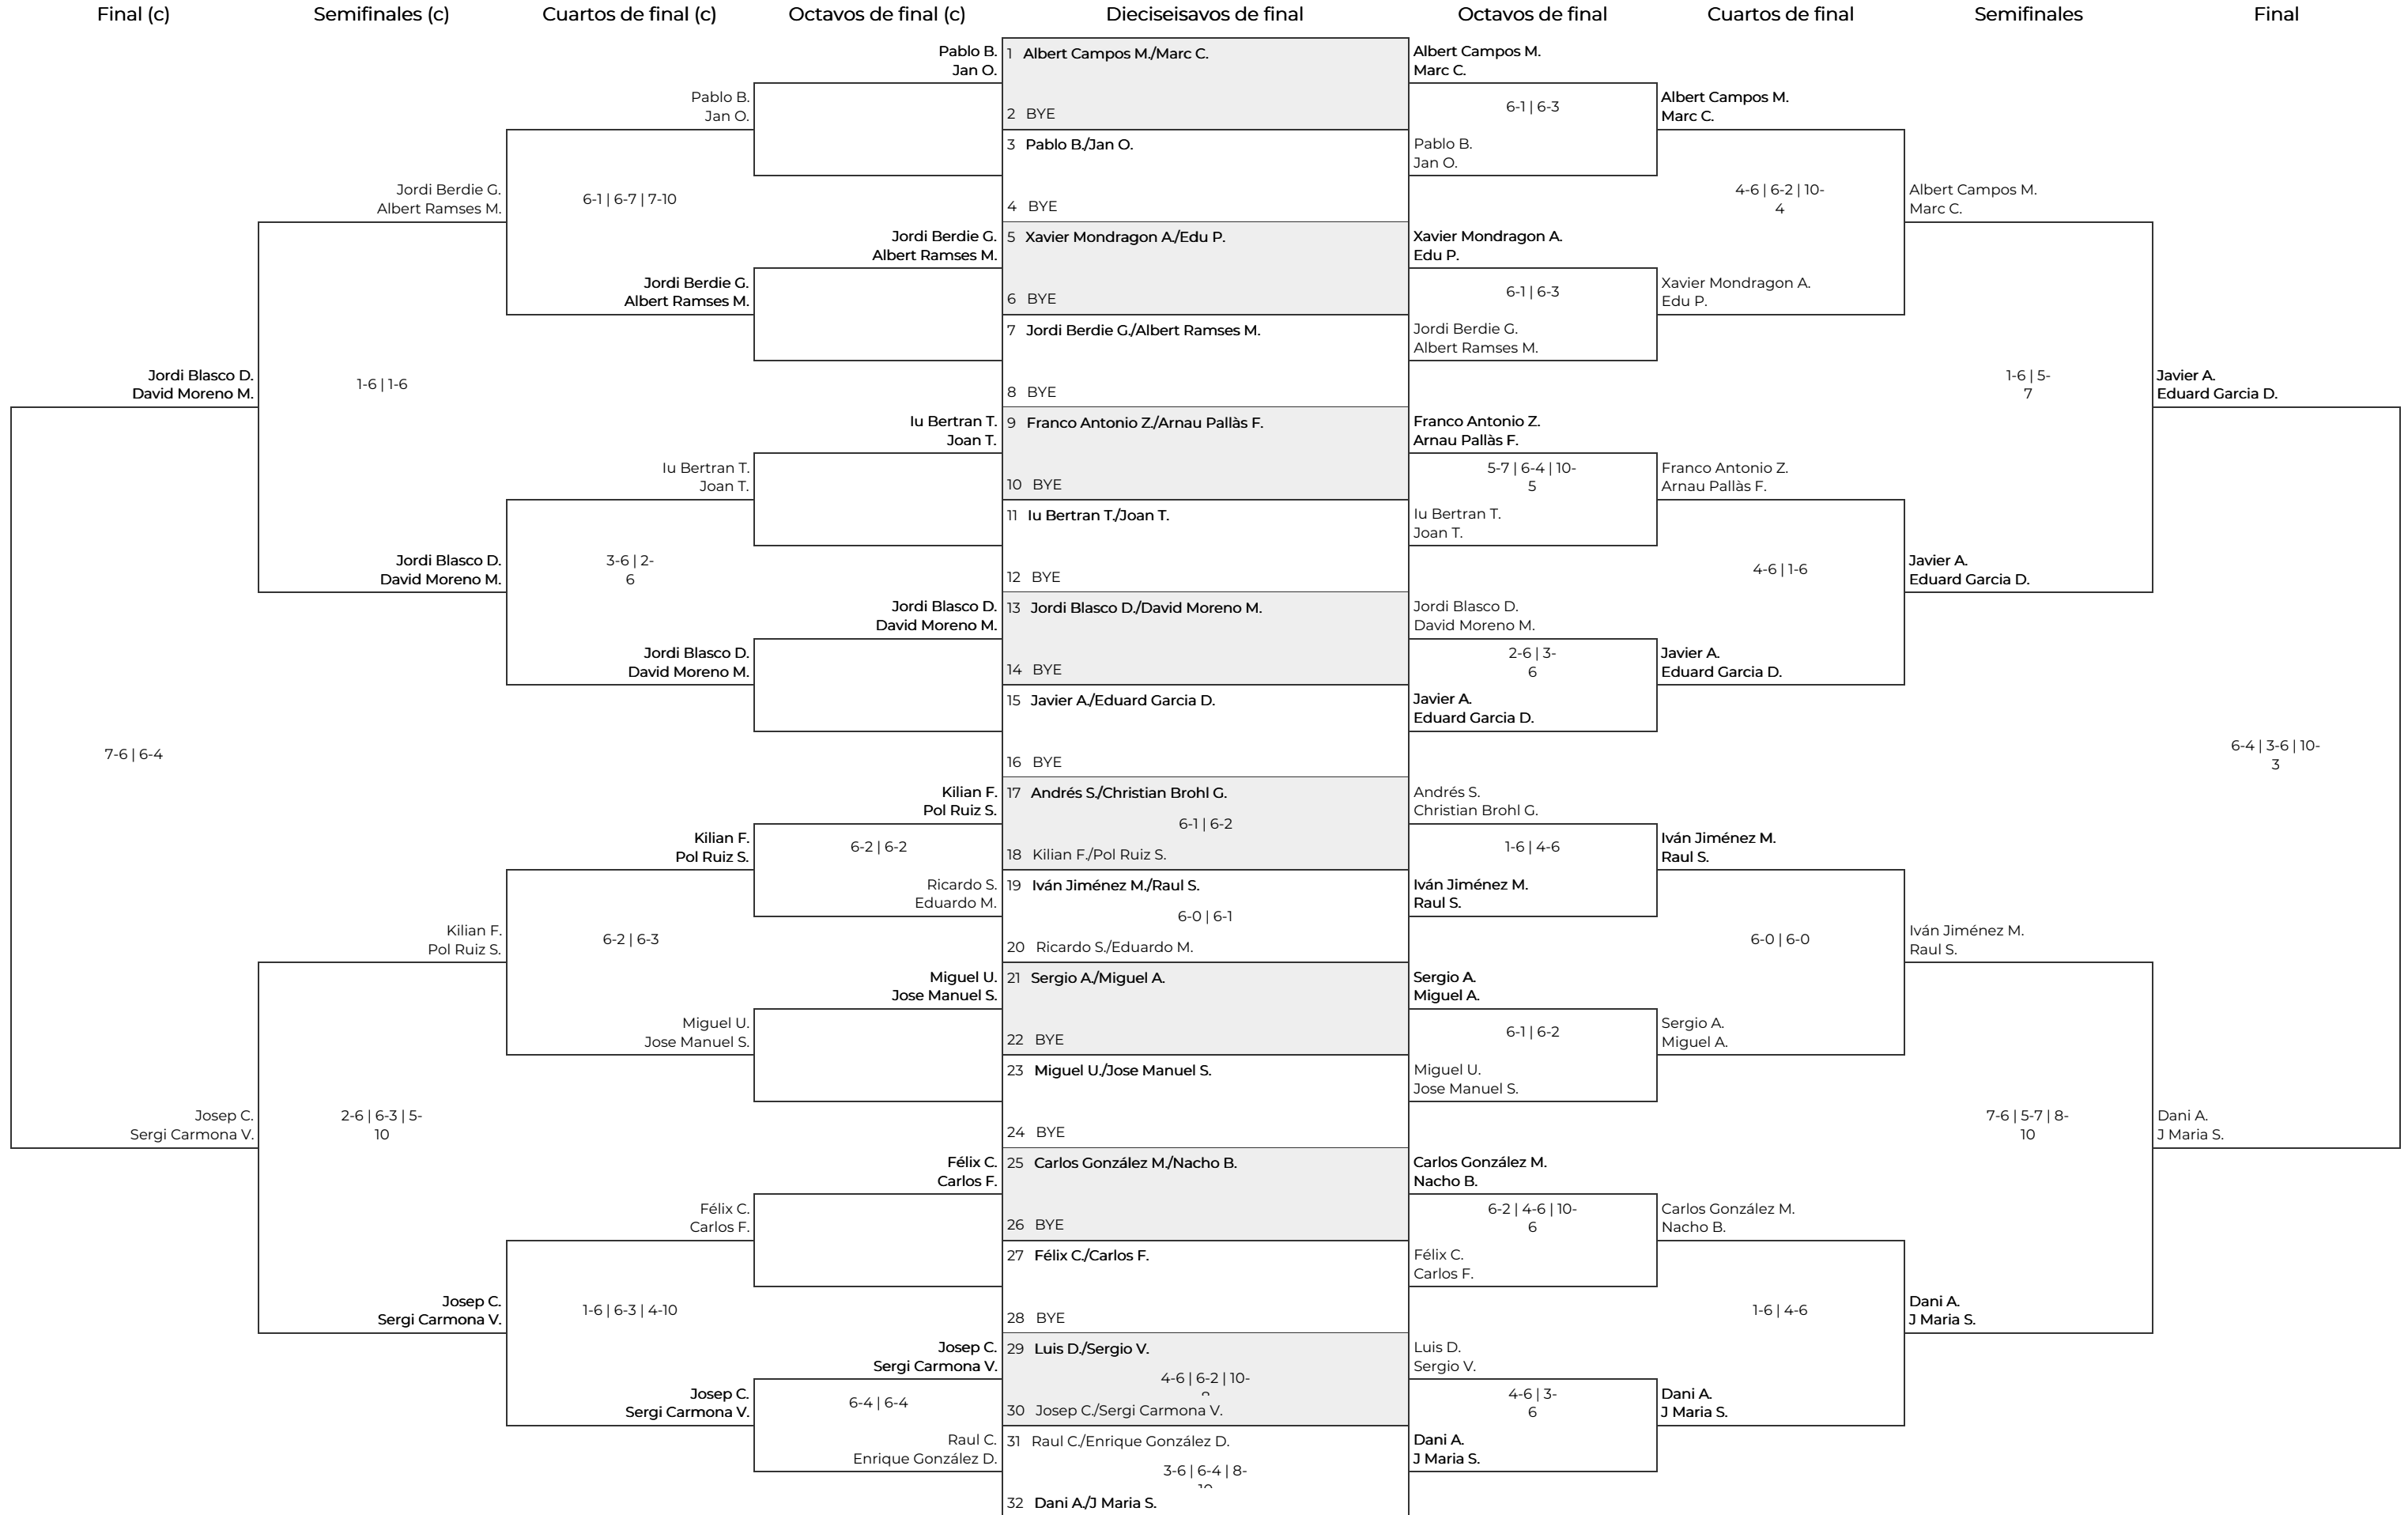 Final (c)
Semifinales (c)
Cuartos de final (c)
Octavos de final (c)
Dieciseisavos de final
Octavos de final
Cuartos de final
Semifinales
Final
Jordi Blasco D.
David Moreno M.
7-6 | 6-4
Josep C.
Sergi Carmona V.
Jordi Berdie G.
Albert Ramses M.
1-6 | 1-6
Jordi Blasco D.
David Moreno M.
Kilian F.
Pol Ruiz S.
2-6 | 6-3 | 5-
10
Josep C.
Sergi Carmona V.
Pablo B.
Jan O.
6-1 | 6-7 | 7-10
Jordi Berdie G.
Albert Ramses M.
Iu Bertran T.
Joan T.
3-6 | 2-
6
Jordi Blasco D.
David Moreno M.
Kilian F.
Pol Ruiz S.
6-2 | 6-3
Miguel U.
Jose Manuel S.
Félix C.
Carlos F.
1-6 | 6-3 | 4-10
Josep C.
Sergi Carmona V.
Pablo B.
Jan O.
Jordi Berdie G.
Albert Ramses M.
Iu Bertran T.
Joan T.
Jordi Blasco D.
David Moreno M.
Kilian F.
Pol Ruiz S.
6-2 | 6-2
Ricardo S.
Eduardo M.
Miguel U.
Jose Manuel S.
Félix C.
Carlos F.
Josep C.
Sergi Carmona V.
6-4 | 6-4
Raul C.
Enrique González D.
1 Albert Campos M./Marc C.
2 BYE
3 Pablo B./Jan O.
4 BYE
5 Xavier Mondragon A./Edu P.
6 BYE
7 Jordi Berdie G./Albert Ramses M.
8 BYE
9 Franco Antonio Z./Arnau Pallàs F.
10 BYE
11 Iu Bertran T./Joan T.
12 BYE
13 Jordi Blasco D./David Moreno M.
14 BYE
15 Javier A./Eduard Garcia D.
16 BYE
17 Andrés S./Christian Brohl G.
6-1 | 6-2
18 Kilian F./Pol Ruiz S.
19 Iván Jiménez M./Raul S.
6-0 | 6-1
20 Ricardo S./Eduardo M.
21 Sergio A./Miguel A.
22 BYE
23 Miguel U./Jose Manuel S.
24 BYE
25 Carlos González M./Nacho B.
26 BYE
27 Félix C./Carlos F.
28 BYE
29 Luis D./Sergio V.
4-6 | 6-2 | 10-
30 Josep C./Sergi Carmona V.
31 Raul C./Enrique González D.
3-6 | 6-4 | 8-
32 Dani A./J Maria S.
Albert Campos M.
Marc C.
6-1 | 6-3
Pablo B.
Jan O.
Xavier Mondragon A.
Edu P.
6-1 | 6-3
Jordi Berdie G.
Albert Ramses M.
Franco Antonio Z.
Arnau Pallàs F.
5-7 | 6-4 | 10-
5
Iu Bertran T.
Joan T.
Jordi Blasco D.
David Moreno M.
2-6 | 3-
6
Javier A.
Eduard Garcia D.
Andrés S.
Christian Brohl G.
1-6 | 4-6
Iván Jiménez M.
Raul S.
Sergio A.
Miguel A.
6-1 | 6-2
Miguel U.
Jose Manuel S.
Carlos González M.
Nacho B.
6-2 | 4-6 | 10-
6
Félix C.
Carlos F.
Luis D.
Sergio V.
4-6 | 3-
6
Dani A.
J Maria S.
Albert Campos M.
Marc C.
4-6 | 6-2 | 10-
4
Xavier Mondragon A.
Edu P.
Franco Antonio Z.
Arnau Pallàs F.
4-6 | 1-6
Javier A.
Eduard Garcia D.
Iván Jiménez M.
Raul S.
6-0 | 6-0
Sergio A.
Miguel A.
Carlos González M.
Nacho B.
1-6 | 4-6
Dani A.
J Maria S.
Albert Campos M.
Marc C.
1-6 | 5-
7
Javier A.
Eduard Garcia D.
Iván Jiménez M.
Raul S.
7-6 | 5-7 | 8-
10
Dani A.
J Maria S.
Javier A.
Eduard Garcia D.
6-4 | 3-6 | 10-
3
Dani A.
J Maria S.